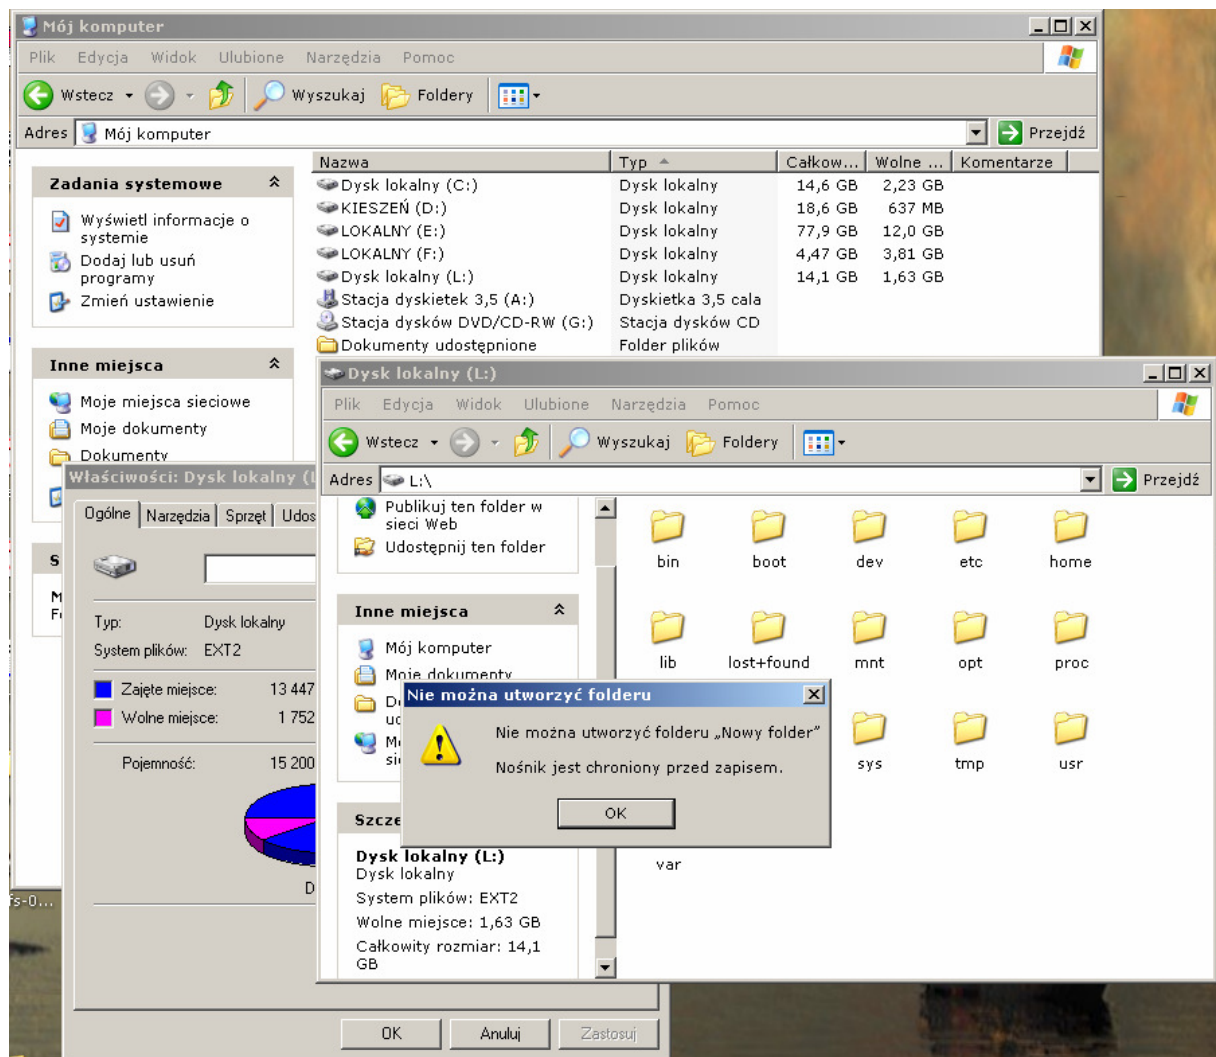 Mój komputer
Plik Edycja Widok Ulubione Narzędzia Pomoc
Wstecz Wyszukaj Foldery
Adres Mój komputer Przejdź
Zadania systemowe
Wyświetl informacje o
systemie
Dodaj lub usuń
programy
Zmień ustawienie
Inne miejsca
Moje miejsca sieciowe
Moje dokumenty
Dokumenty
Nazwa Typ Całkow... Wolne ... Komentarze
Dysk lokalny (C:) Dysk lokalny 14,6 GB 2,23 GB
KIESZEŃ (D:) Dysk lokalny 18,6 GB 637 MB
LOKALNY (E:) Dysk lokalny 77,9 GB 12,0 GB
LOKALNY (F:) Dysk lokalny 4,47 GB 3,81 GB
Dysk lokalny (L:) Dysk lokalny 14,1 GB 1,63 GB
Stacja dyskietek 3,5 (A:) Dyskietka 3,5 cala
Stacja dysków DVD/CD-RW (G:) Stacja dysków CD
Dokumenty udostępnione Folder plików
Właściwości: Dysk lokalny
Ogólne Narzędzia Sprzęt Udos
Typ: Dysk lokalny
System plików: EXT2
Zajęte miejsce: 13 447
Wolne miejsce: 1 752
Pojemność: 15 200
D
OK Anuluj Zastosuj
Dysk lokalny (L:)
Plik Edycja Widok Ulubione Narzędzia Pomoc
Wstecz Wyszukaj Foldery
Adres L:\ Przejdź
Publikuj ten folder w
sieci Web
Udostępnij ten folder
Inne miejsca
Mój komputer
Moje dokumenty
Szcze
Dysk lokalny (L:)
Dysk lokalny
System plików: EXT2
Wolne miejsce: 1,63 GB
Całkowity rozmiar: 14,1
GB
bin boot dev etc home
lib lost+found mnt opt proc
sys tmp usr
var
Nie można utworzyć folderu
Nie można utworzyć folderu „Nowy folder”
Nośnik jest chroniony przed zapisem.
OK
fs-0...